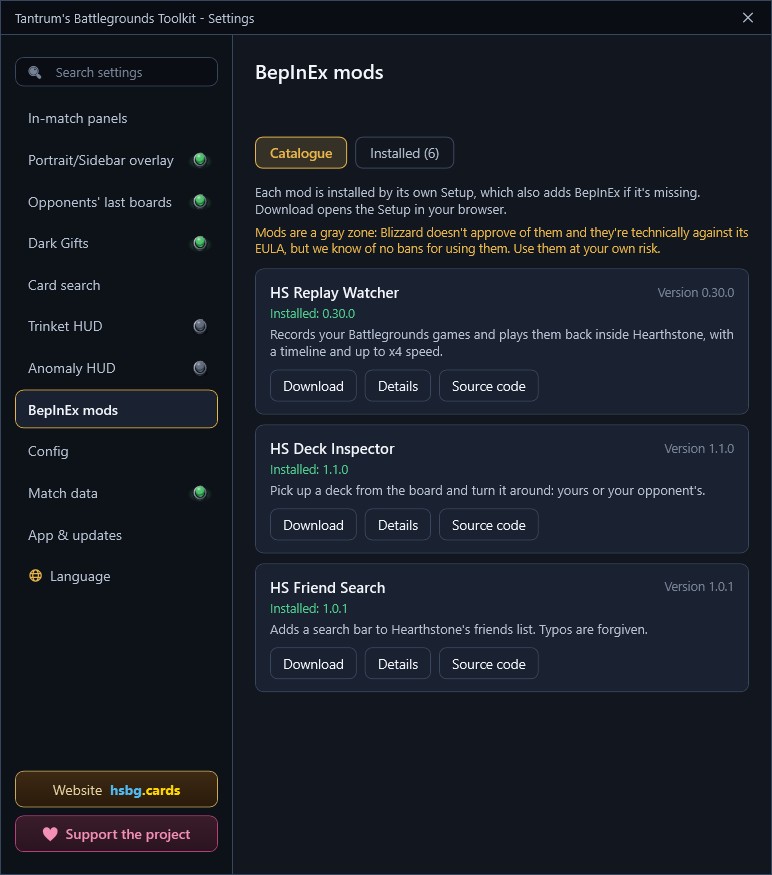 Tantrum's Battlegrounds Toolkit - Settings
Search settings
In-match panels
Portrait/Sidebar overlay
Opponents' last boards
Dark Gifts
Card search
Trinket HUD
Anomaly HUD
BepInEx mods
Config
Match data
App & updates
Language
Website hsbg.cards
Support the project
BepInEx mods
Catalogue
Installed (6)
Each mod is installed by its own Setup, which also adds BepInEx if it's missing.
Download opens the Setup in your browser.
Mods are a gray zone: Blizzard doesn't approve of them and they're technically against its
EULA, but we know of no bans for using them. Use them at your own risk.
HS Replay Watcher
Version 0.30.0
Installed: 0.30.0
Records your Battlegrounds games and plays them back inside Hearthstone, with
a timeline and up to x4 speed.
Download
Details
Source code
HS Deck Inspector
Version 1.1.0
Installed: 1.1.0
Pick up a deck from the board and turn it around: yours or your opponent's.
Download
Details
Source code
HS Friend Search
Version 1.0.1
Installed: 1.0.1
Adds a search bar to Hearthstone's friends list. Typos are forgiven.
Download
Details
Source code